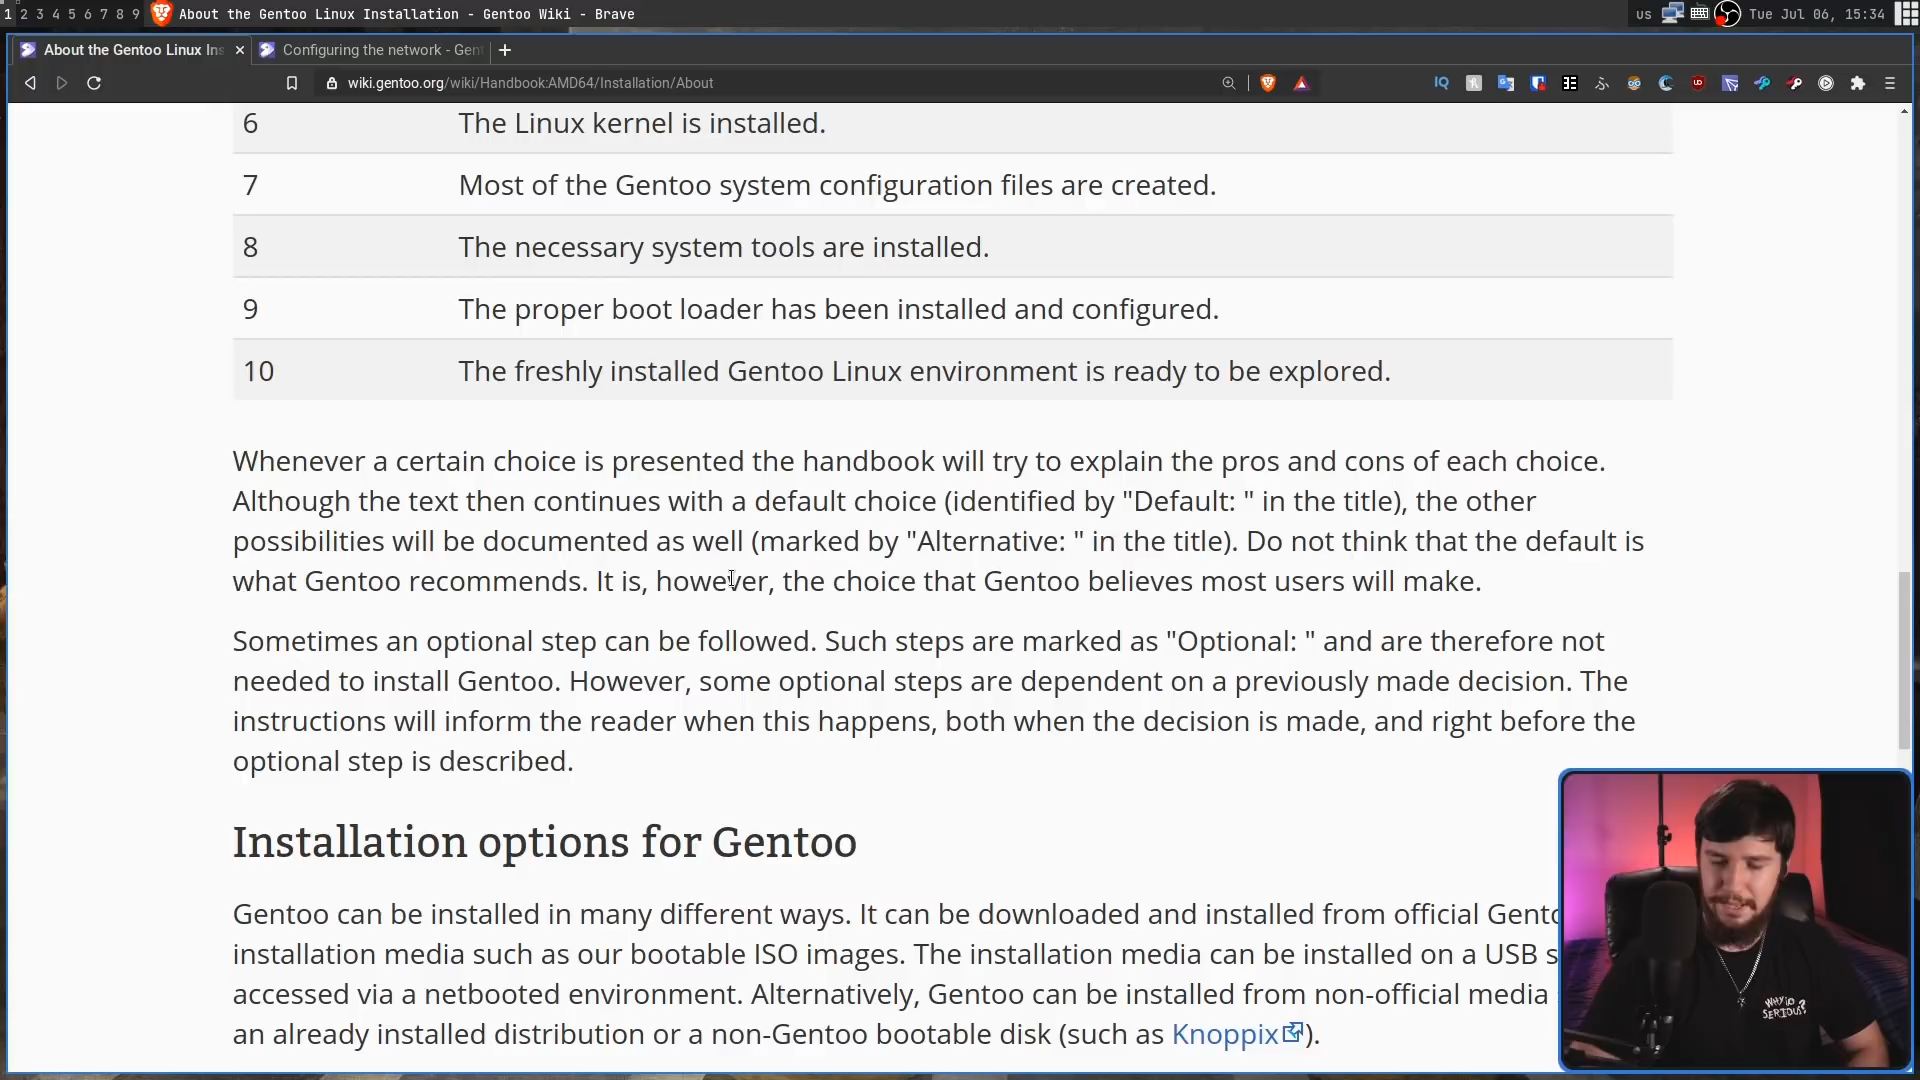 1 2 3 4 5 6 7 8 9 About the Gentoo Linux Installation - Gentoo Wiki - Brave us Tue Jul 06, 15:34
About the Gentoo Linux Ins Configuring the network - Gent
wiki.gentoo.org/wiki/Handbook:AMD64/Installation/About
6 The Linux kernel is installed.
7 Most of the Gentoo system configuration files are created.
8 The necessary system tools are installed.
9 The proper boot loader has been installed and configured.
10 The freshly installed Gentoo Linux environment is ready to be explored.
Whenever a certain choice is presented the handbook will try to explain the pros and cons of each choice.
Although the text then continues with a default choice (identified by "Default: " in the title), the other
possibilities will be documented as well (marked by "Alternative: " in the title). Do not think that the default is
what Gentoo recommends. It is, however, the choice that Gentoo believes most users will make.
Sometimes an optional step can be followed. Such steps are marked as "Optional: " and are therefore not
needed to install Gentoo. However, some optional steps are dependent on a previously made decision. The
instructions will inform the reader when this happens, both when the decision is made, and right before the
optional step is described.
Installation options for Gentoo
Gentoo can be installed in many different ways. It can be downloaded and installed from official Gento
installation media such as our bootable ISO images. The installation media can be installed on a USB s
accessed via a netbooted environment. Alternatively, Gentoo can be installed from non-official media
an already installed distribution or a non-Gentoo bootable disk (such as Knoppix).
WHY SO
SERIOUS?